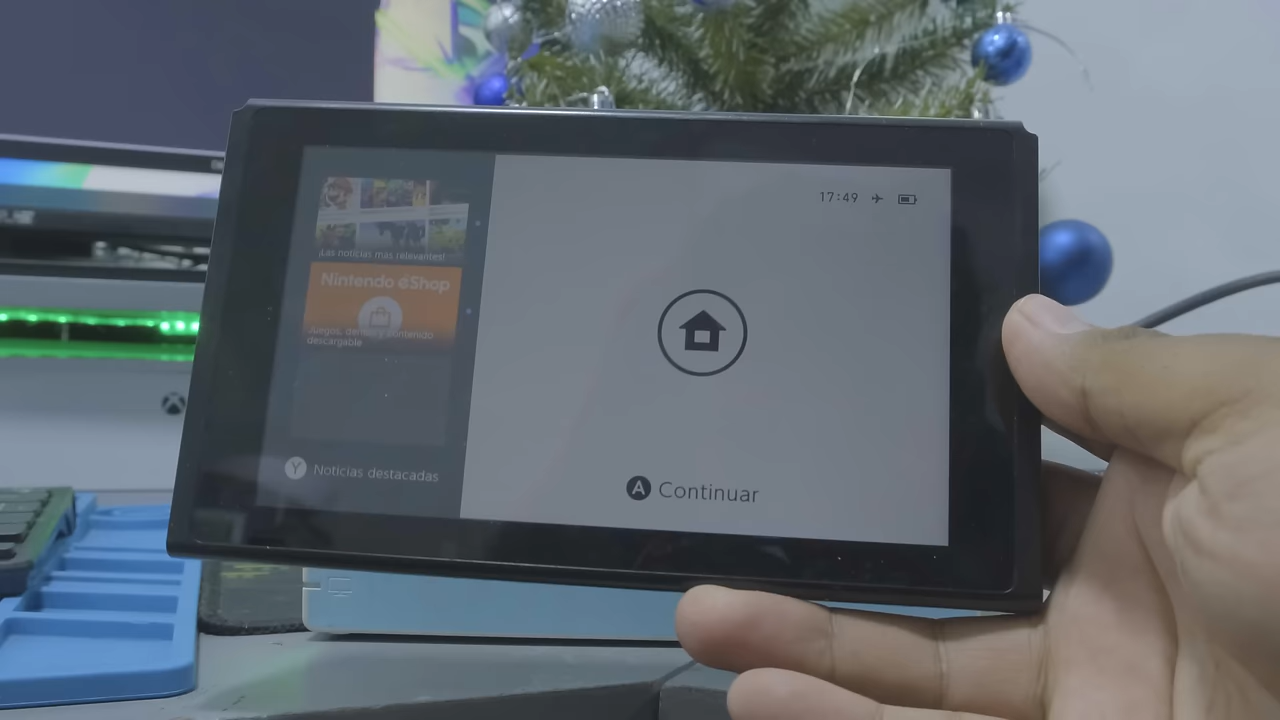 17:49
¡Las noticias más relevantes!
Nintendo eShop
Juegos, demos y contenido
descargable
Y Noticias destacadas
A Continuar